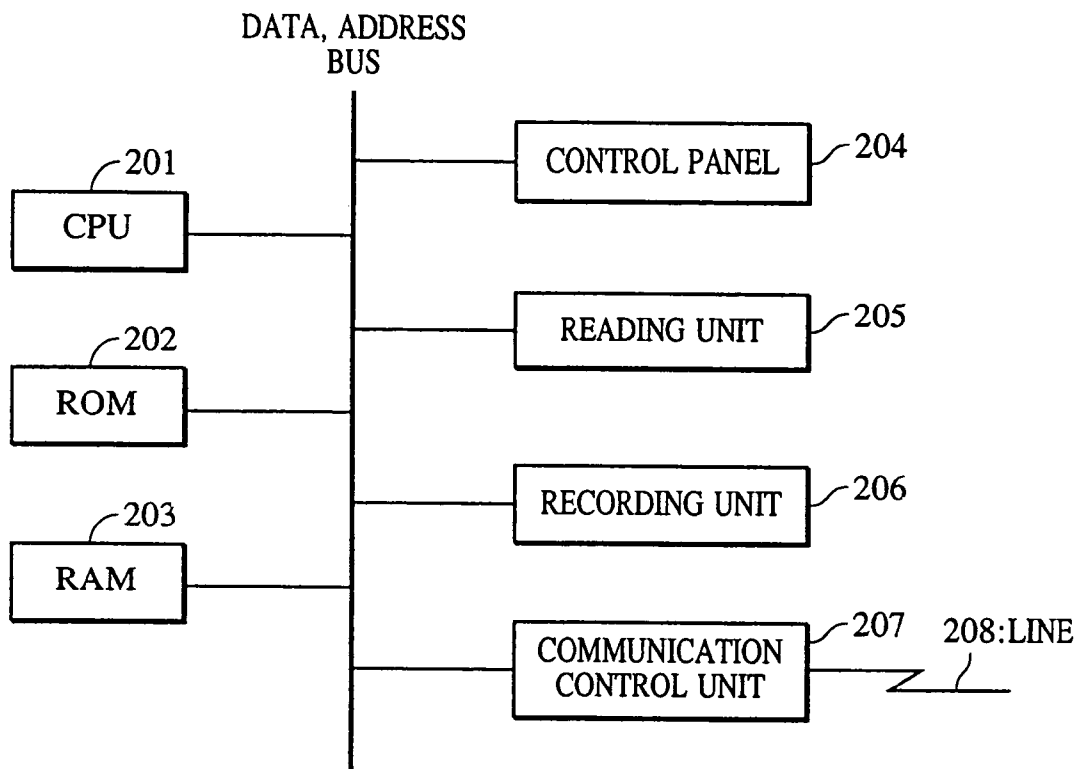 DATA, ADDRESS
BUS
201
CPU
202
ROM
203
RAM
CONTROL PANEL
204
READING UNIT
205
RECORDING UNIT
206
COMMUNICATION
CONTROL UNIT
207
208:LINE